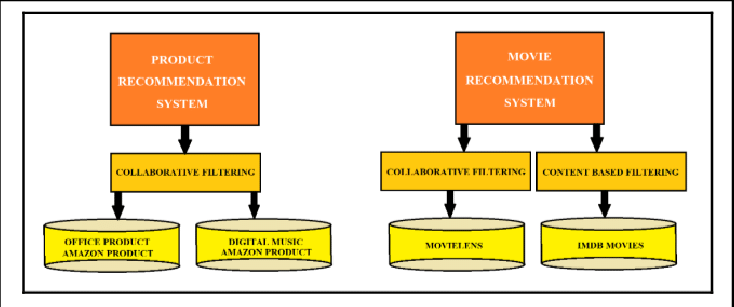 PRODUCT
RECOMMENDATION
SYSTEM
MOVIE
RECOMMENDATION
SYSTEM
COLLABORATIVE FILTERING
COLLABORATIVE FILTERING
CONTENT BASED FILTERING
OFFICE PRODUCT
AMAZON PRODUCT
DIGITAL MUSIC
AMAZON PRODUCT
MOVIELENS
IMDB MOVIES